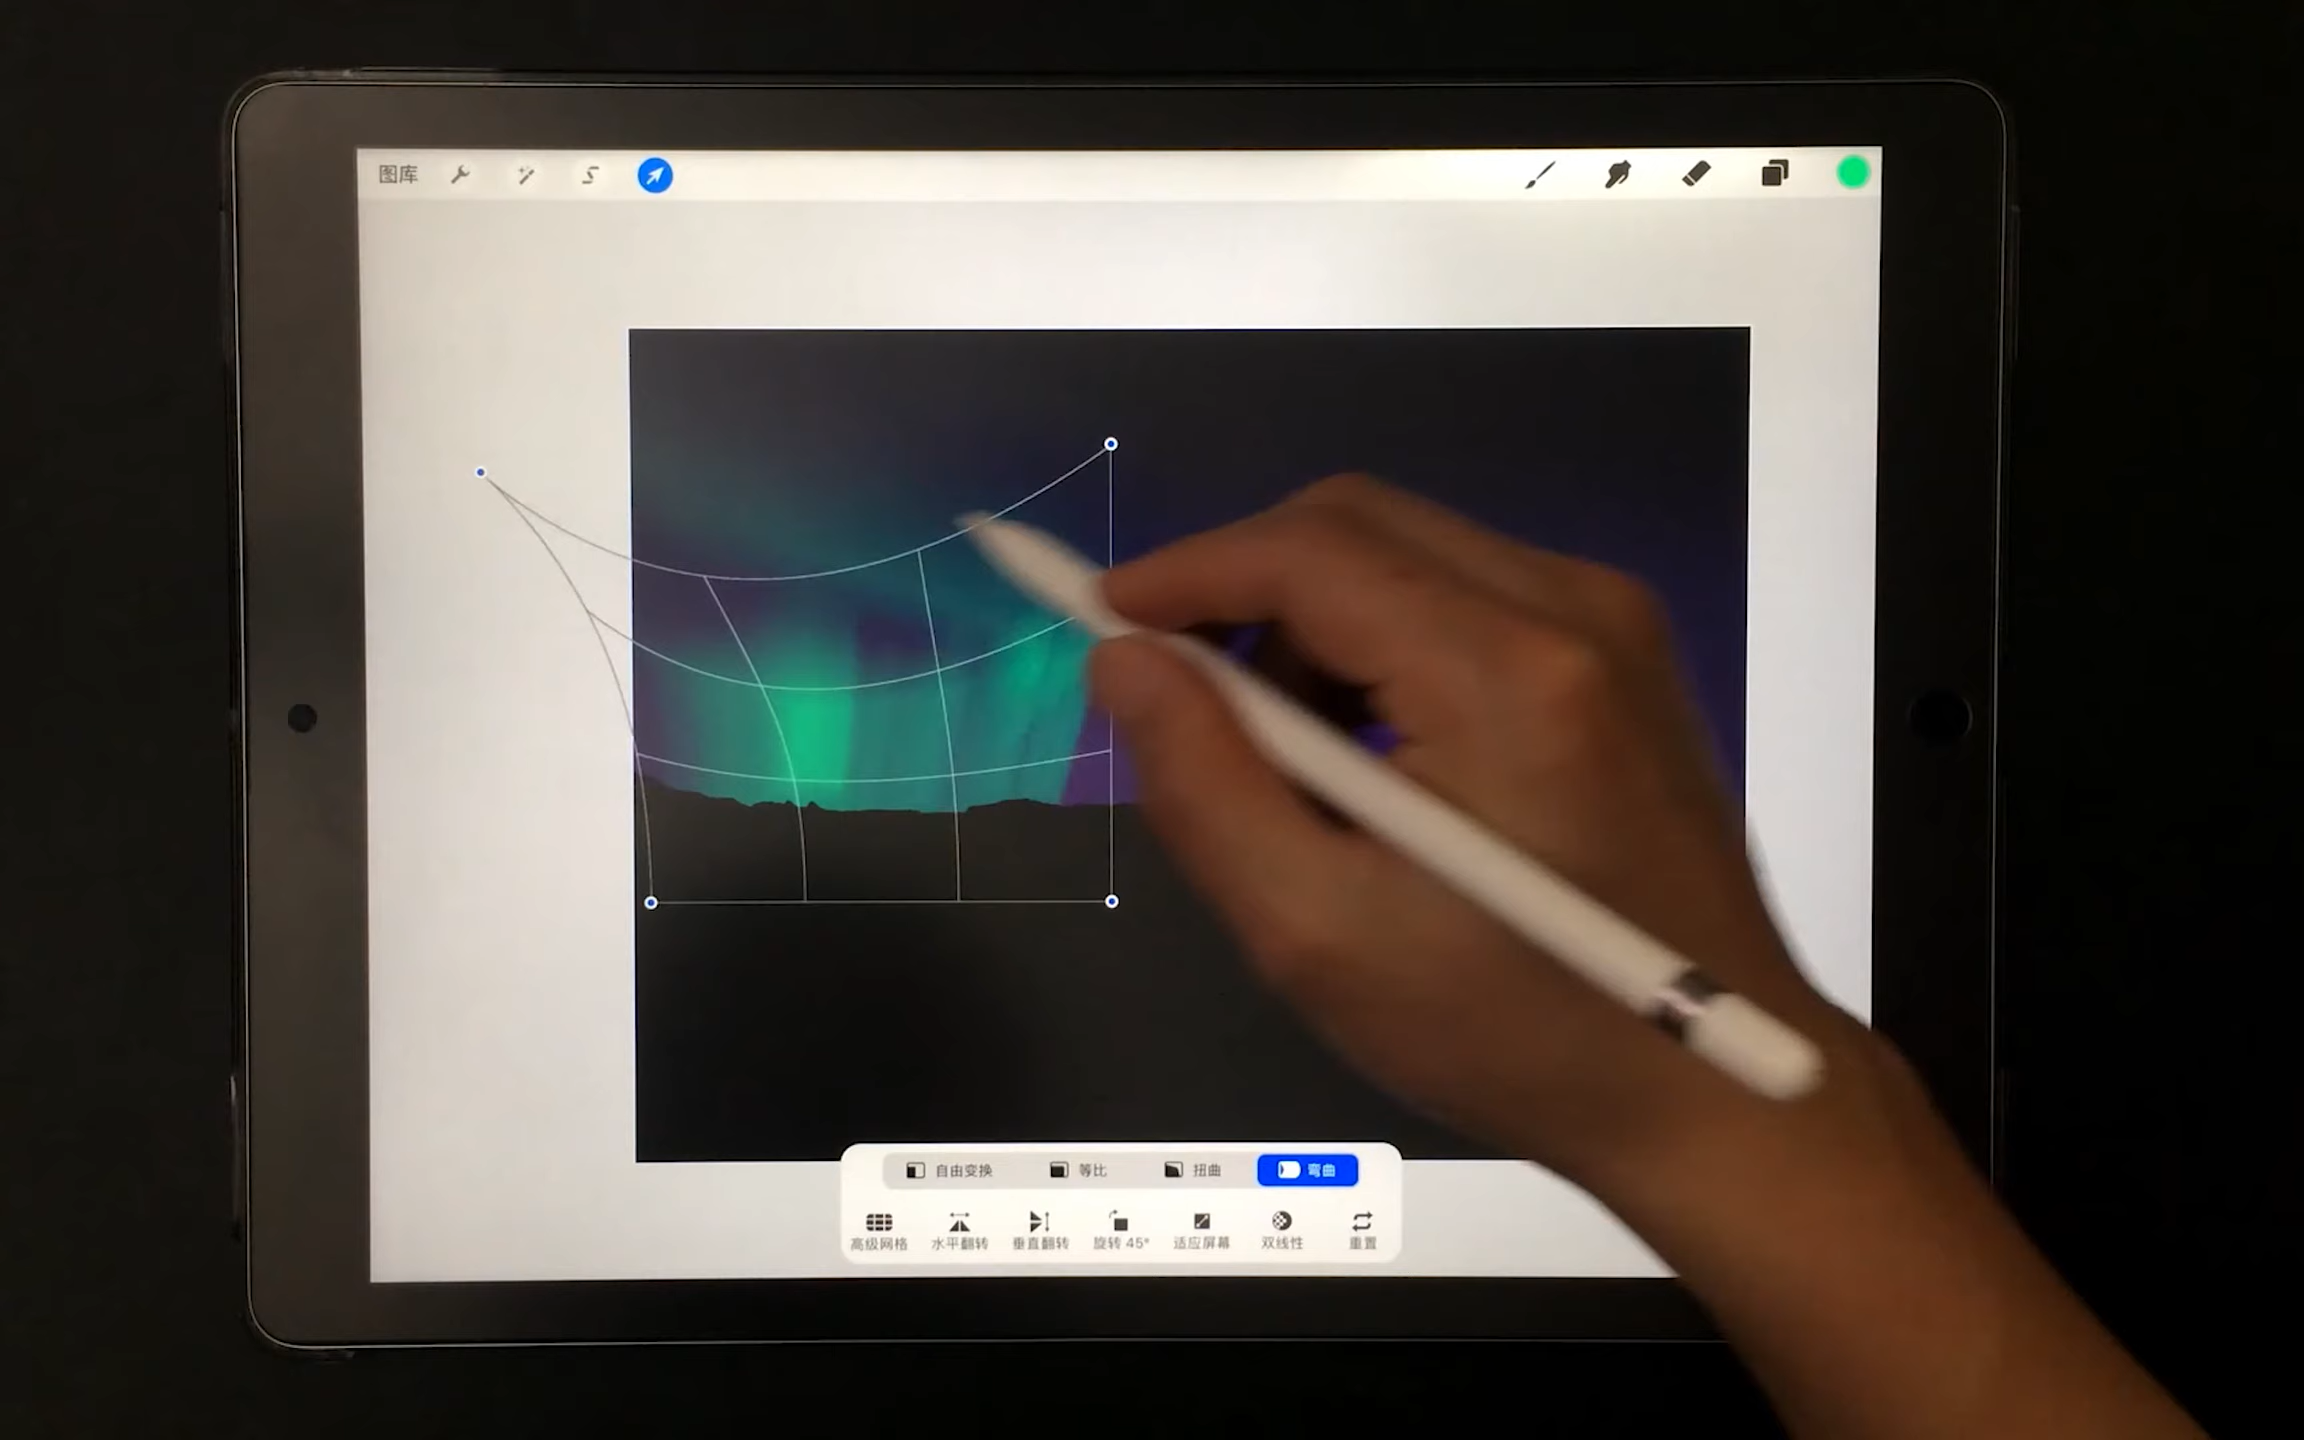 图库
自由变换 等比 扭曲 弯曲
高级网格 水平翻转 垂直翻转 旋转 45° 适应屏幕 双线性 重置